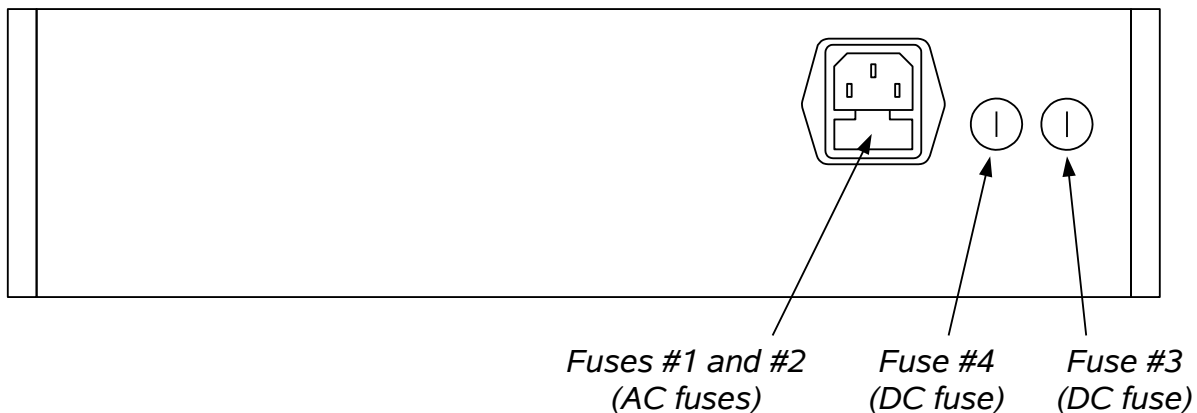 Fuses #1 and #2
(AC fuses)
Fuse #4
(DC fuse)
Fuse #3
(DC fuse)